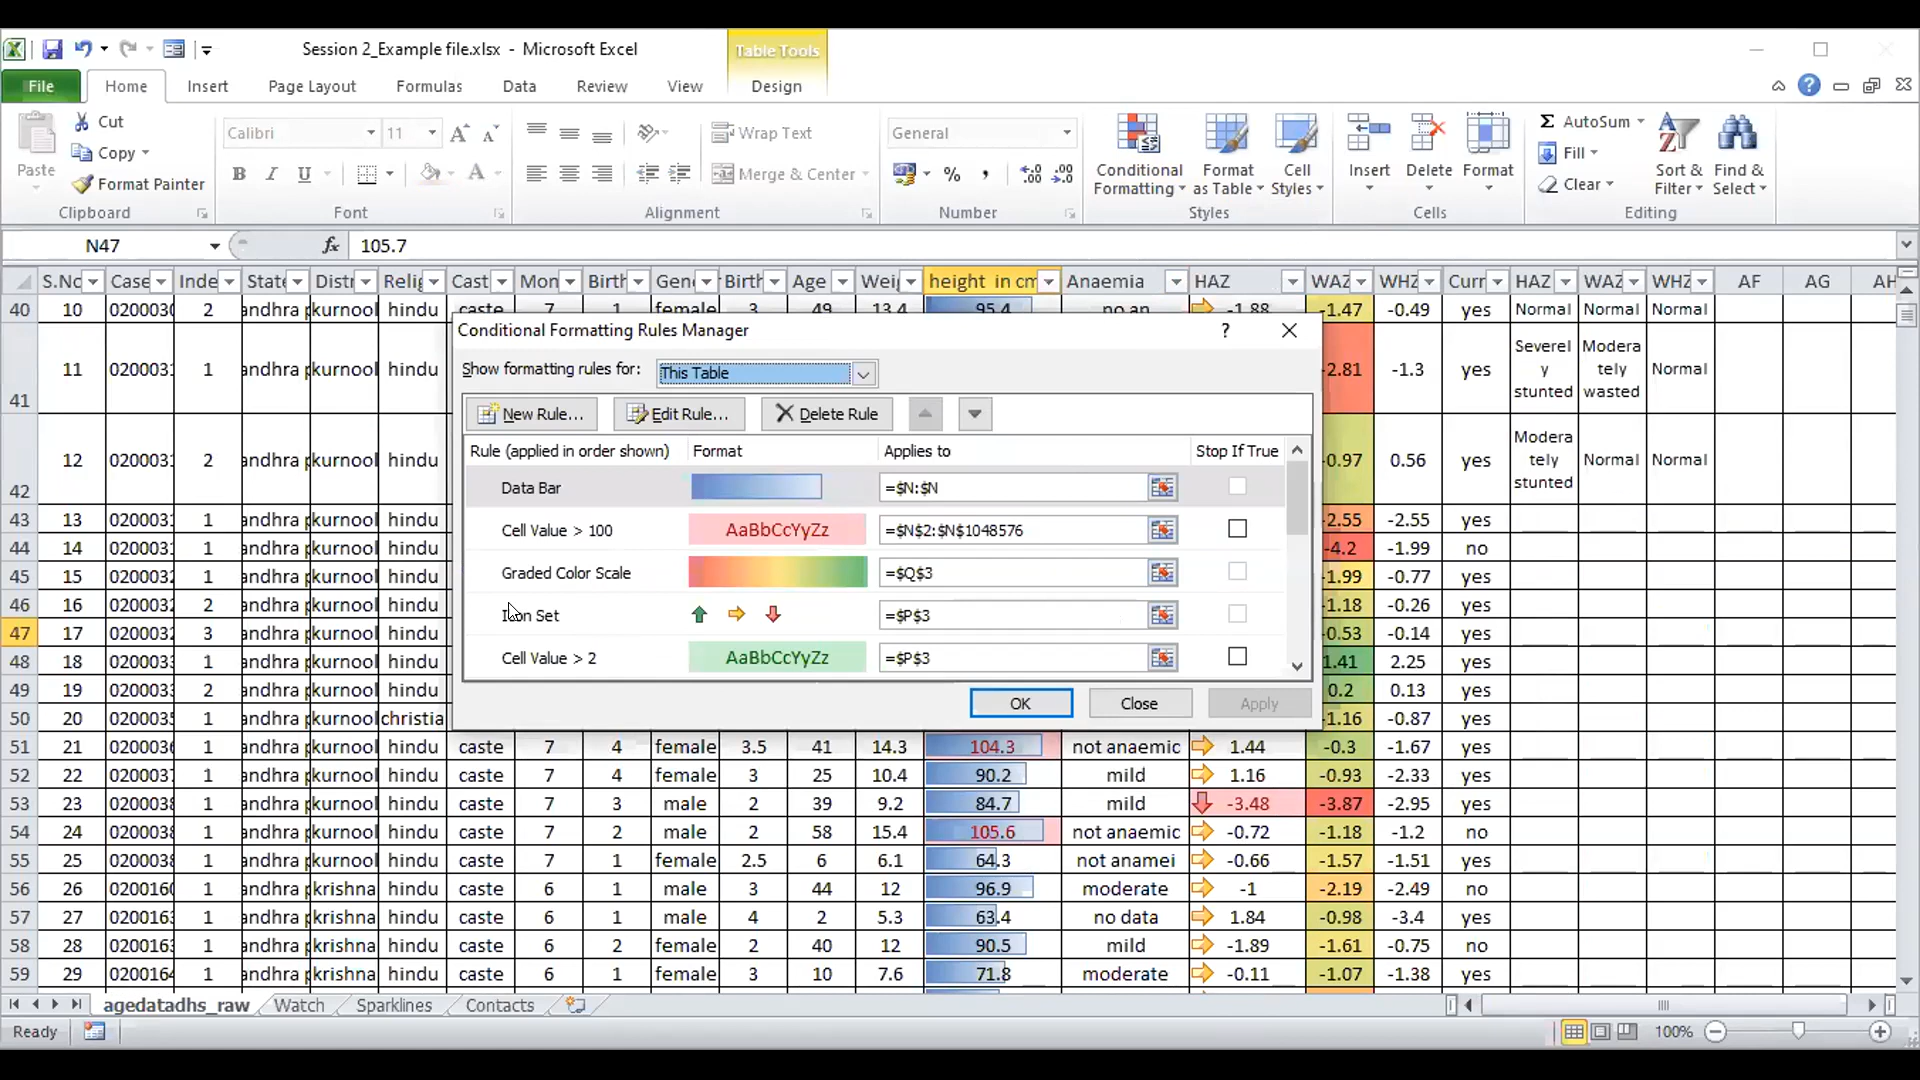 Session 2_Example file.xlsx - Microsoft Excel
Table Tools
File Home Insert Page Layout Formulas Data Review View Design
Paste Cut Copy Format Painter
Calibri 11
B I U
Wrap Text
Merge & Center
General
%
Conditional Formatting
Format as Table
Cell Styles
Insert Delete Format
AutoSum
Fill
Clear
Sort & Filter
Find & Select
Clipboard Font Alignment Number Styles Cells Editing
N47 fx 105.7
S.No Case Inde State Distr Relig Cast Mon Birth Gen Birth Age Weig height in cm Anaemia HAZ WAZ WHZ Curr HAZ WAZ WHZ AF AG AH
40 10 020003 2 andhra p kurnool hindu caste 7 1 female 3 49 13.4 95.4 no an -1.88 -1.47 -0.49 yes Normal Normal Normal
41 11 020003 1 andhra p kurnool hindu -2.81 -1.3 yes Severely stunted Moderately wasted Normal
42 12 020003 2 andhra p kurnool hindu -0.97 0.56 yes Moderately stunted Normal Normal
43 13 020003 1 andhra p kurnool hindu -2.55 -2.55 yes
44 14 020003 1 andhra p kurnool hindu -4.2 -1.99 no
45 15 020003 1 andhra p kurnool hindu -1.99 -0.77 yes
46 16 020003 2 andhra p kurnool hindu -1.18 -0.26 yes
47 17 020003 3 andhra p kurnool hindu -0.53 -0.14 yes
48 18 020003 1 andhra p kurnool hindu 1.41 2.25 yes
49 19 020003 2 andhra p kurnool hindu 0.2 0.13 yes
50 20 020003 1 andhra p kurnool christia -1.16 -0.87 yes
Conditional Formatting Rules Manager ?
Show formatting rules for: This Table
New Rule... Edit Rule... Delete Rule
Rule (applied in order shown) Format Applies to Stop If True
Data Bar =$N:$N
Cell Value > 100 AaBbCcYyZz =$N$2:$N$1048576
Graded Color Scale =$Q$3
Icon Set =$P$3
Cell Value > 2 AaBbCcYyZz =$P$3
OK Close Apply
51 21 020003 1 andhra p kurnool hindu caste 7 4 female 3.5 41 14.3 104.3 not anaemic 1.44 -0.3 -1.67 yes
52 22 020003 1 andhra p kurnool hindu caste 7 4 female 3 25 10.4 90.2 mild 1.16 -0.93 -2.33 yes
53 23 020003 1 andhra p kurnool hindu caste 7 3 male 2 39 9.2 84.7 mild -3.48 -3.87 -2.95 yes
54 24 020003 1 andhra p kurnool hindu caste 7 2 male 2 58 15.4 105.6 not anaemic -0.72 -1.18 -1.2 no
55 25 020003 1 andhra p kurnool hindu caste 7 1 female 2.5 6 6.1 64.3 not anamei -0.66 -1.57 -1.51 yes
56 26 020016 1 andhra p krishna hindu caste 6 1 male 3 44 12 96.9 moderate -1 -2.19 -2.49 no
57 27 020016 1 andhra p krishna hindu caste 6 1 male 4 2 5.3 63.4 no data 1.84 -0.98 -3.4 yes
58 28 020016 1 andhra p krishna hindu caste 6 2 female 2 40 12 90.5 mild -1.89 -1.61 -0.75 no
59 29 020016 1 andhra p krishna hindu caste 6 1 female 3 10 7.6 71.8 moderate -0.11 -1.07 -1.38 yes
agedatadhs_raw Watch Sparklines Contacts
Ready 100%